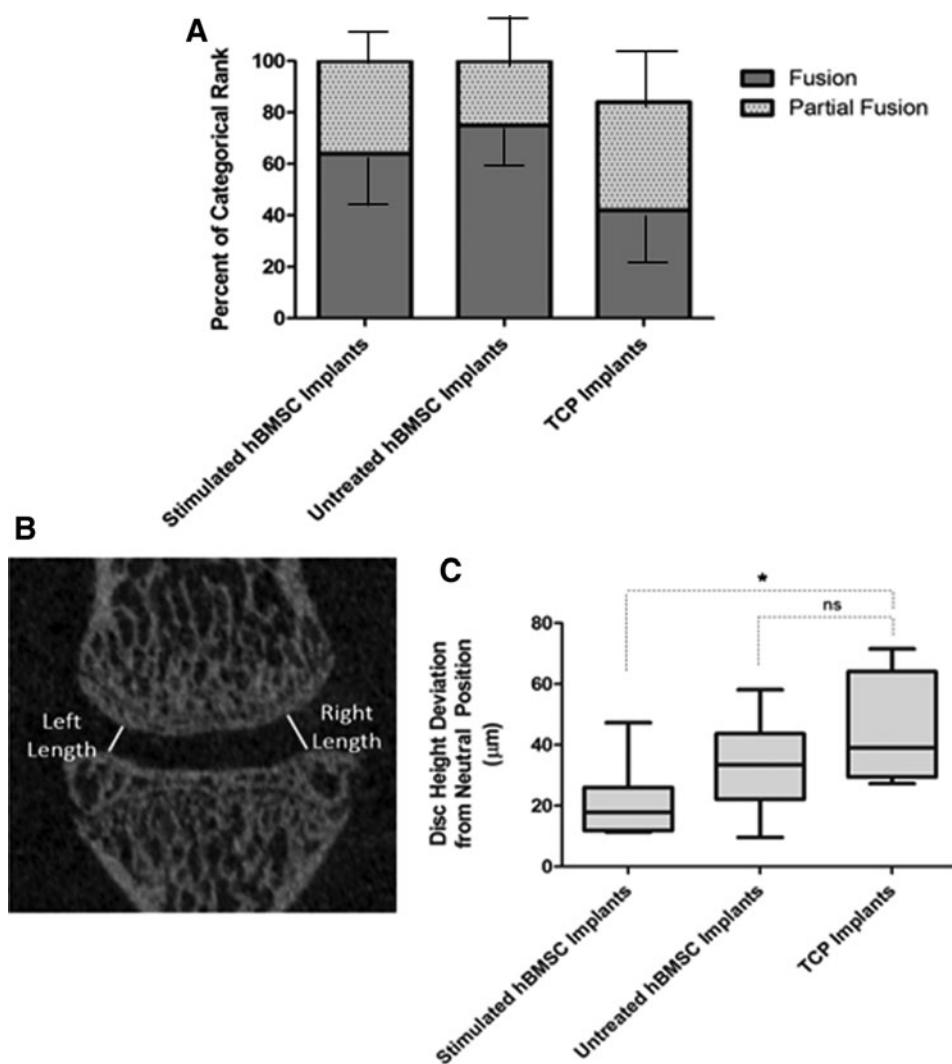 A
Percent of Categorical Rank
100
80
60
40
20
0
Fusion
Partial Fusion
Stimulated hBMSC Implants
Untreated hBMSC Implants
TCP Implants
B
Left
Length
Right
Length
C
Disc Height Deviation
from Neutral Position
(μm)
80
60
40
20
0
*
ns
Stimulated hBMSC Implants
Untreated hBMSC Implants
TCP Implants